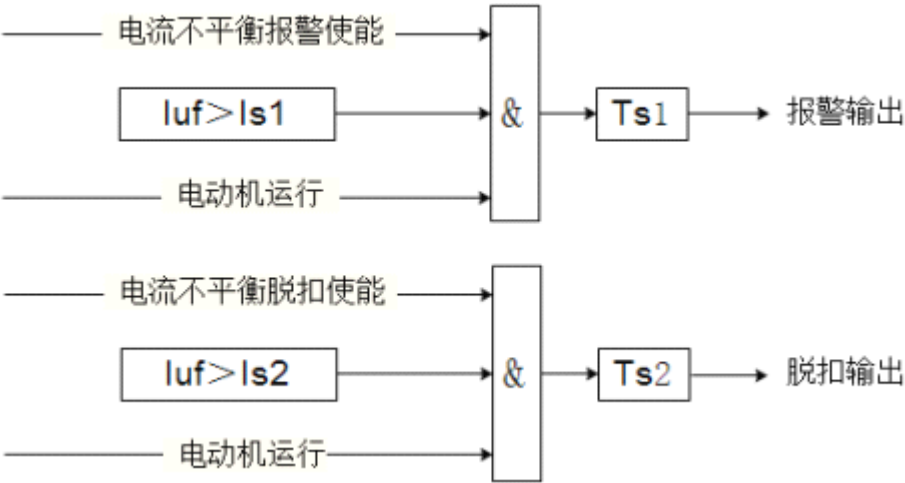 电流不平衡报警使能
Iuf＞Is1
&
Ts1
报警输出
电动机运行
电流不平衡脱扣使能
Iuf＞Is2
&
Ts2
脱扣输出
电动机运行